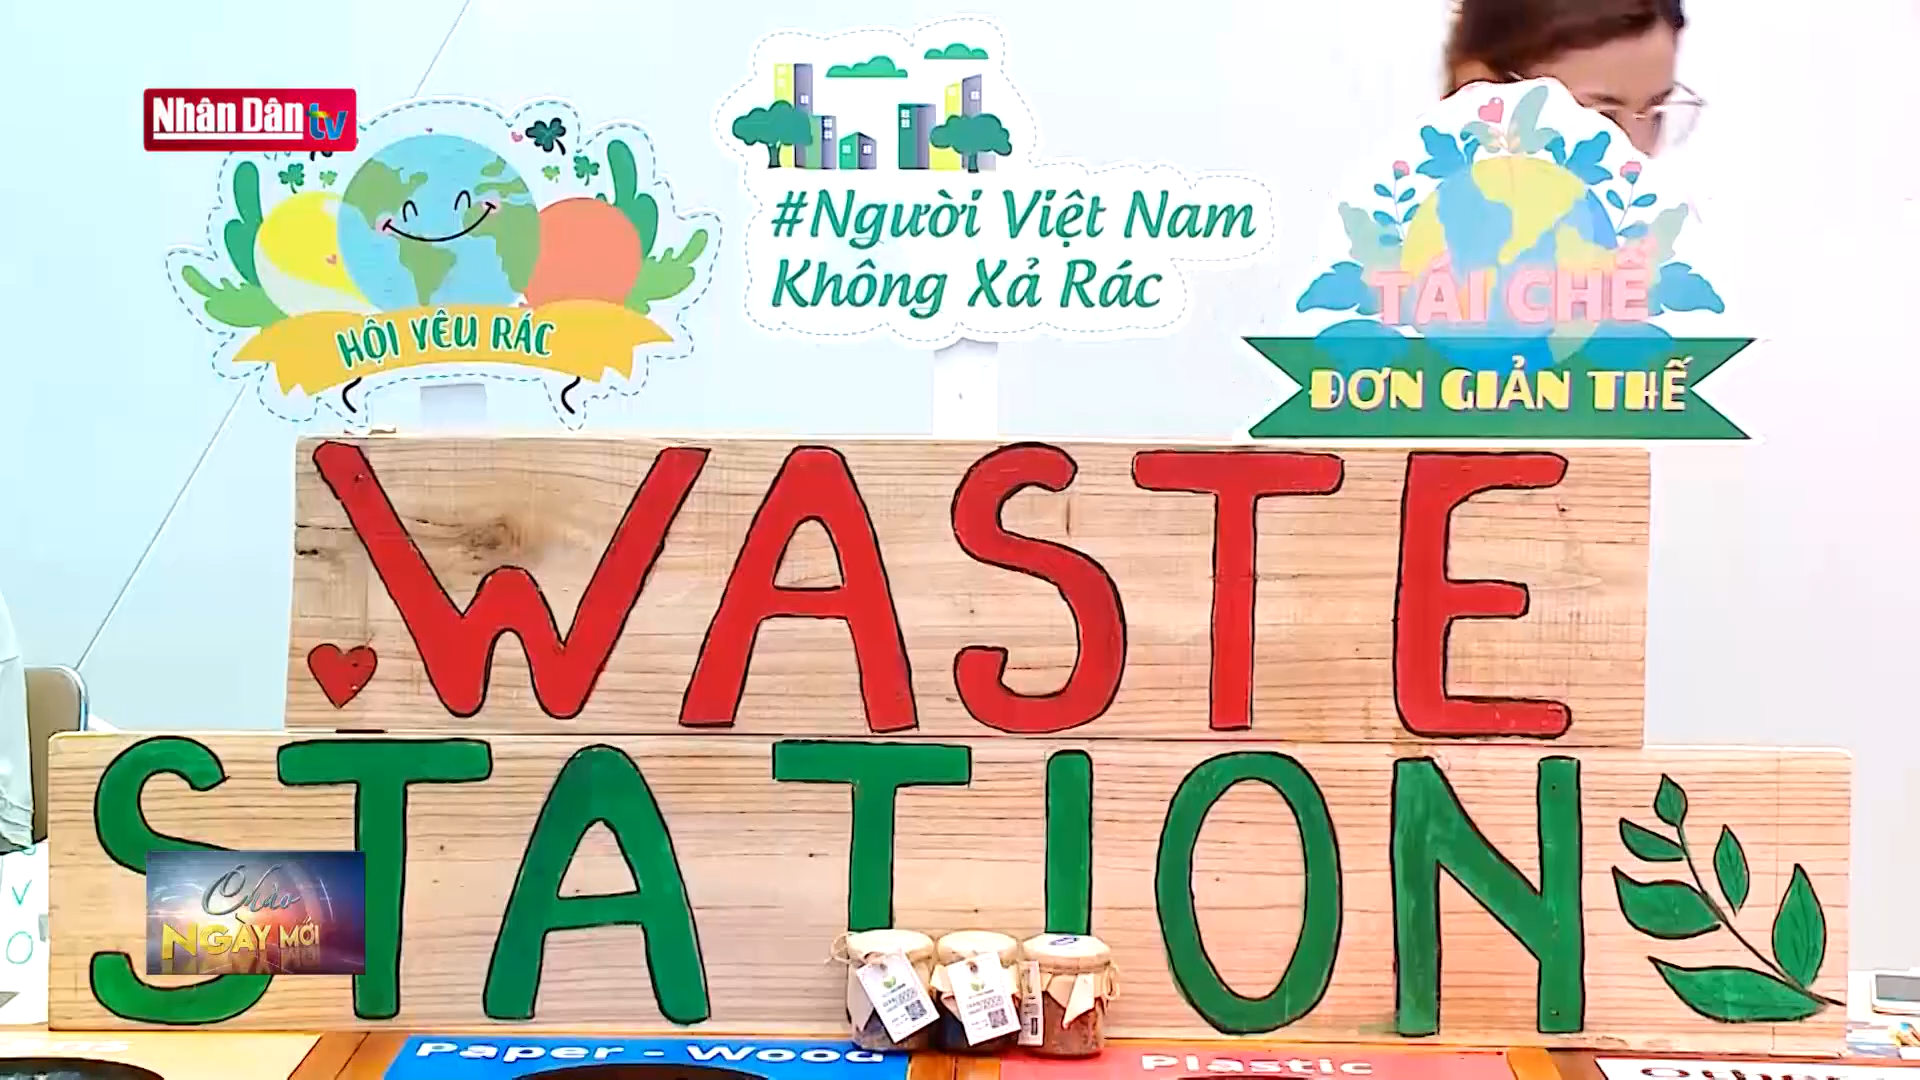 Nhân Dân tv
HỘI YÊU RÁC
#Người Việt Nam
Không Xả Rác
TÁI CHẾ
ĐƠN GIẢN THẾ
WASTE
STATION
Chào
NGÀY MỚI
V
O
Paper - Wood
Plastic